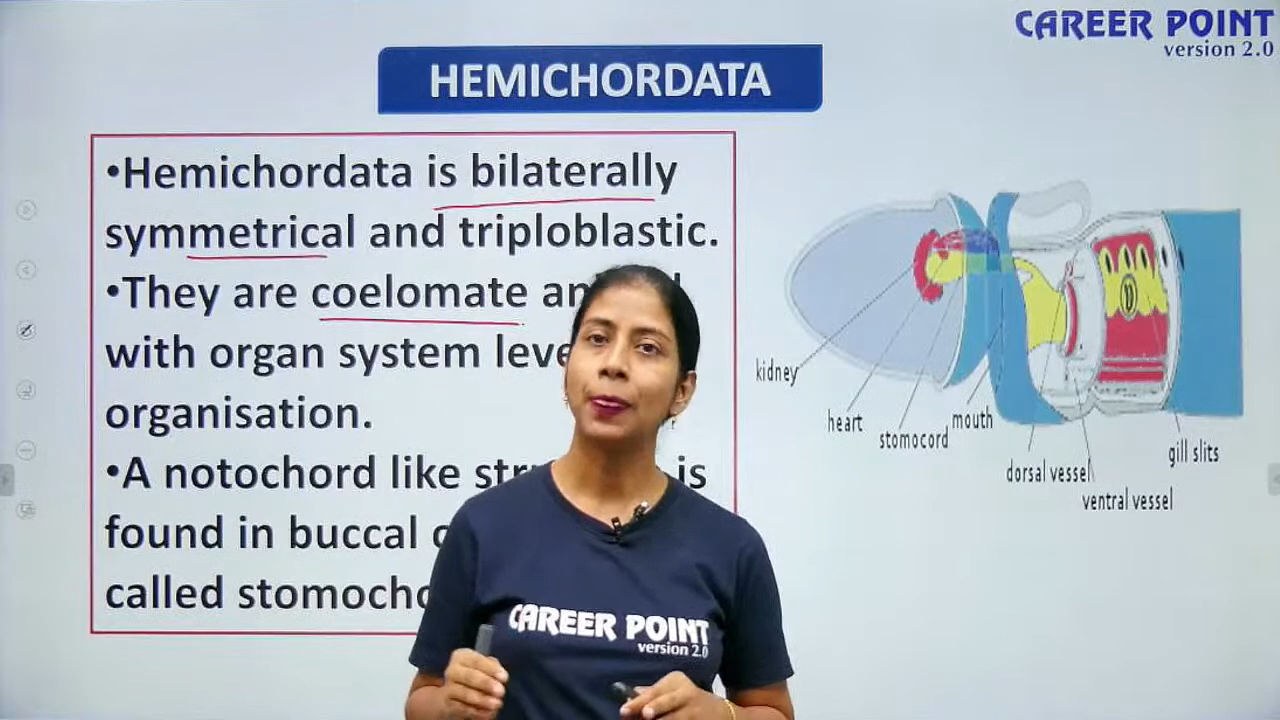 CAREER POINT
version 2.0
HEMICHORDATA
•Hemichordata is bilaterally
symmetrical and triploblastic.
•They are coelomate
with organ system
organisation.
•A notochord like is
found in buccal
called
kidney
heart
stomocord
mouth
dorsal vessel
ventral vessel
gill slits
CAREER POINT
version 2.0